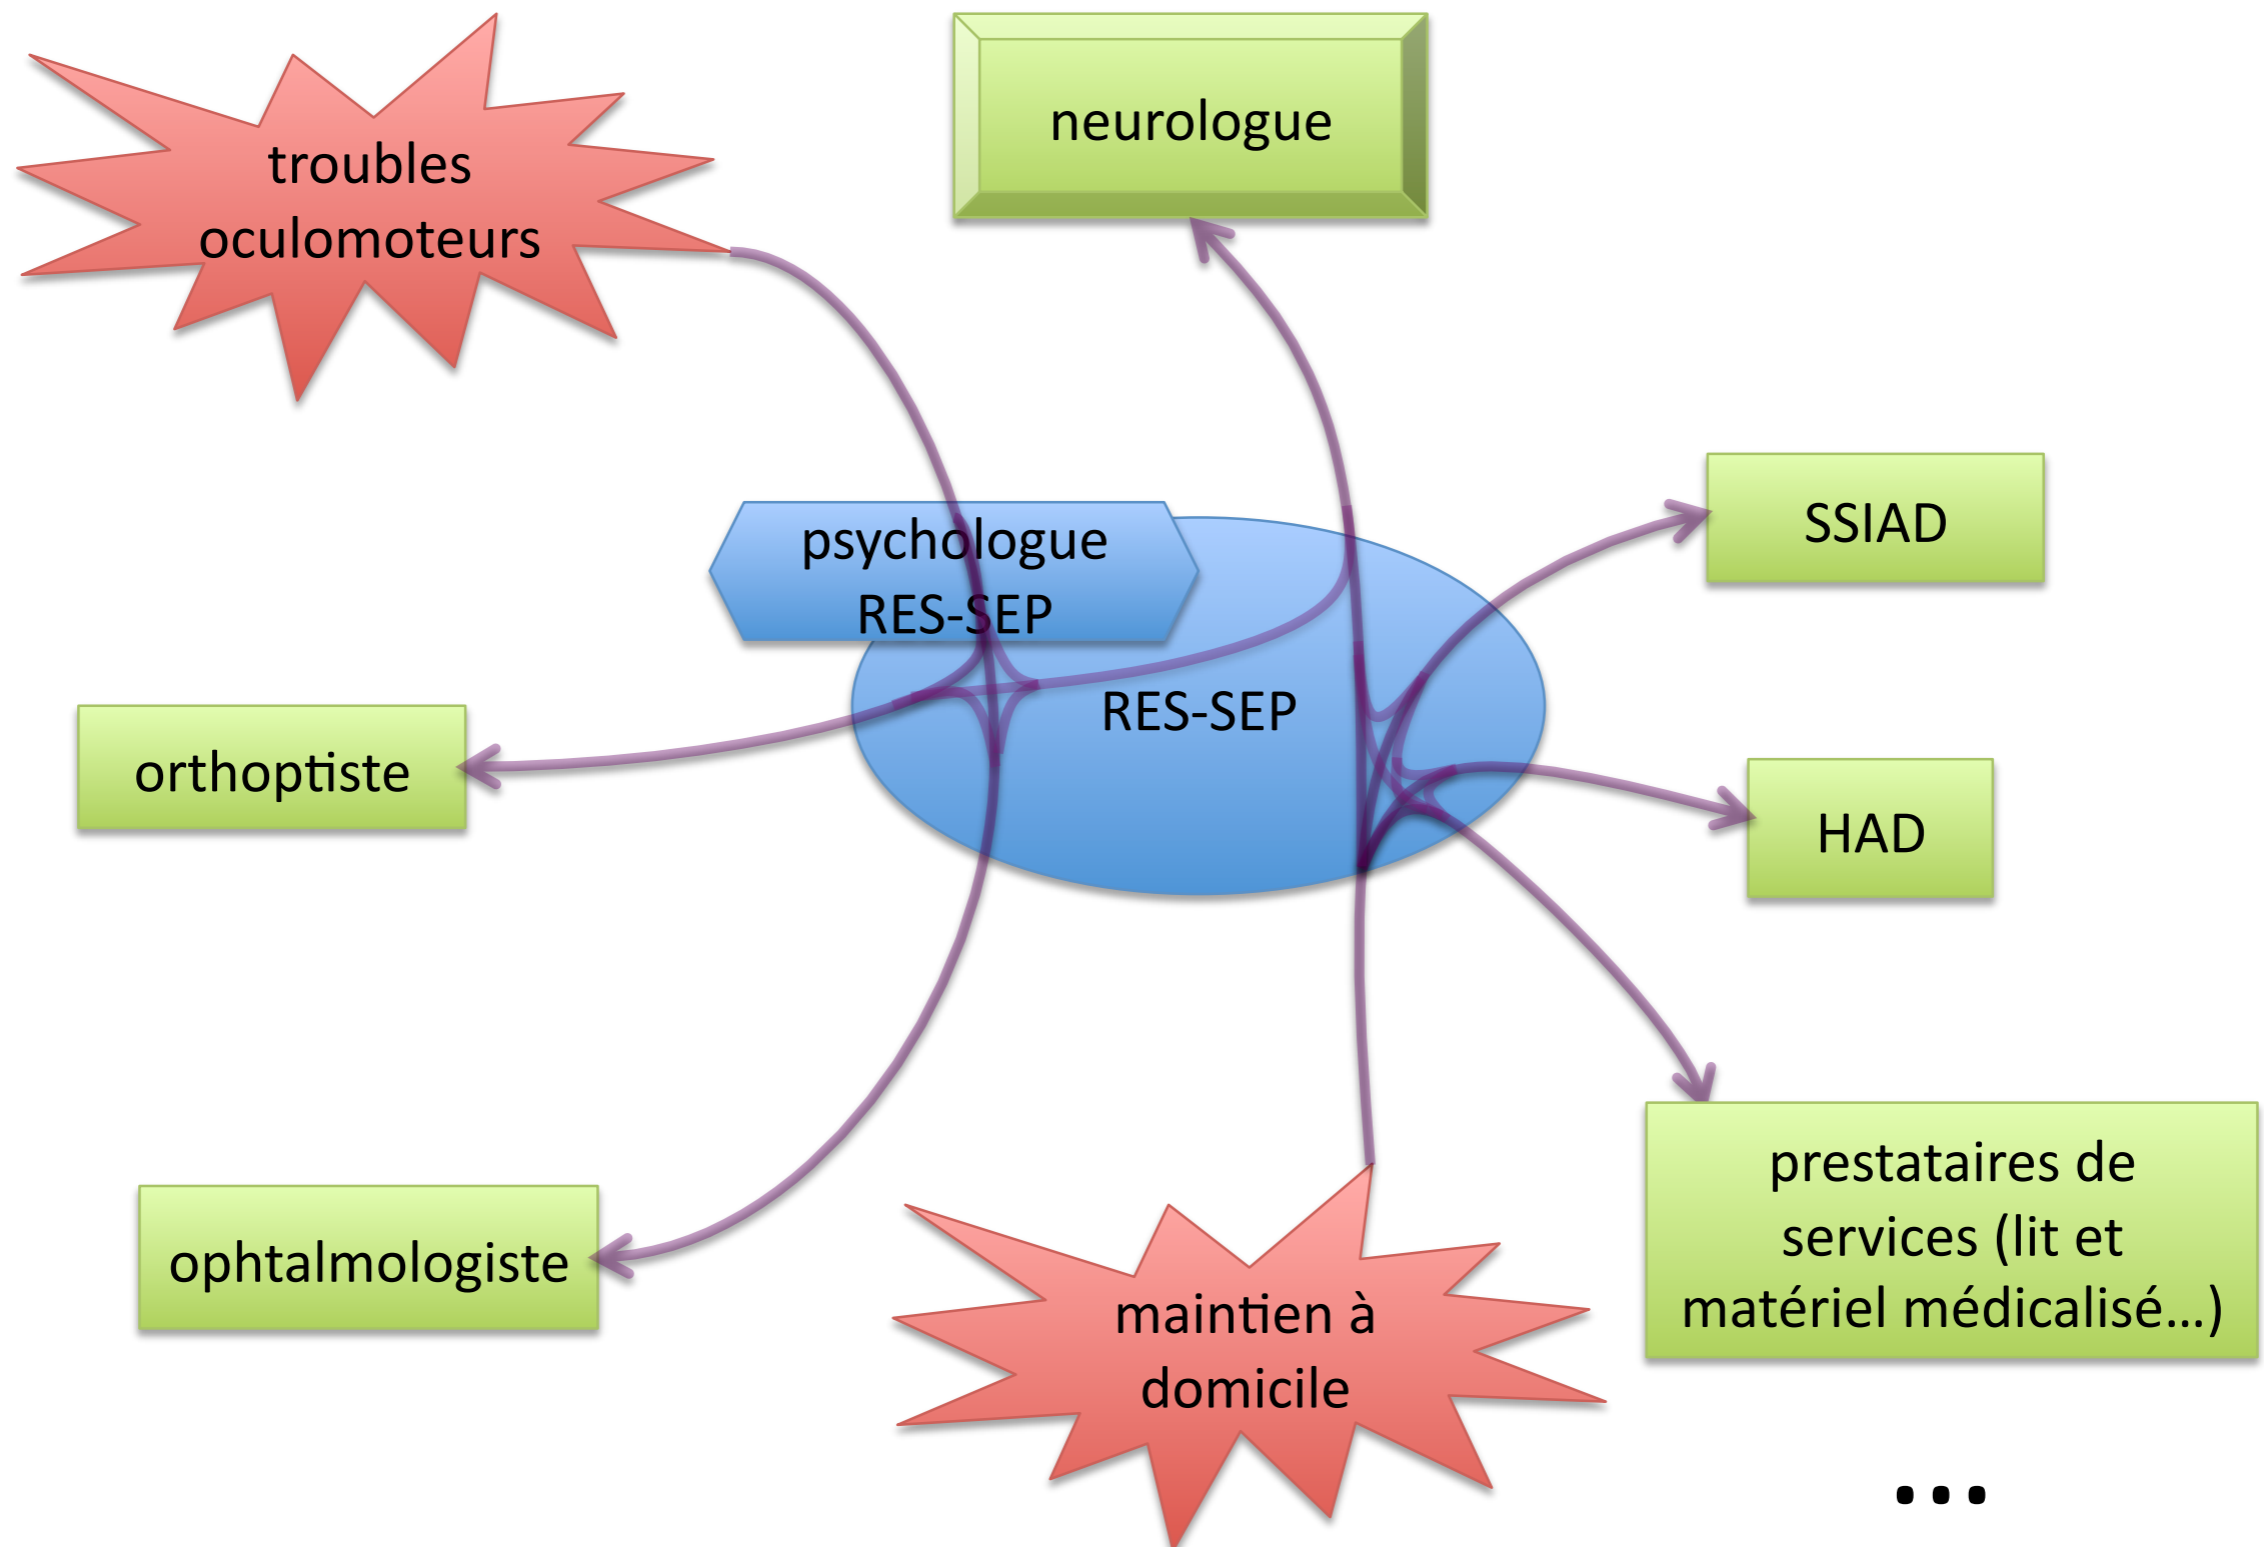 troubles
oculomoteurs
neurologue
psychologue
RES-SEP
SSIAD
RES-SEP
orthoptiste
HAD
prestataires de
services (lit et
matériel médicalisé…)
ophtalmologiste
maintien à
domicile
…